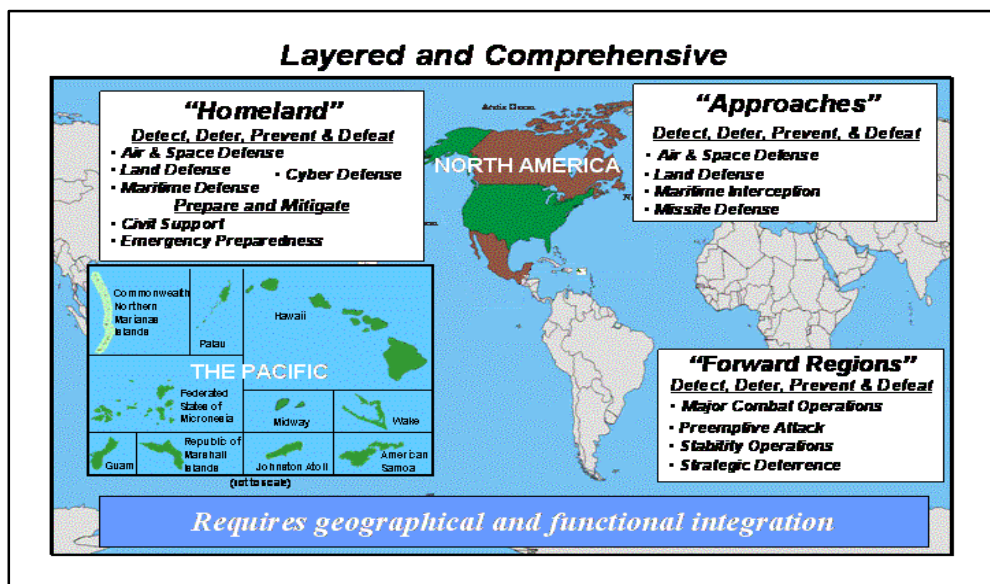 Layered and Comprehensive
"Homeland"
Detect, Deter, Prevent & Defeat
· Air & Space Defense
· Land Defense
· Cyber Defense
· Maritime Defense
Prepare and Mitigate
· Civil Support
· Emergency Preparedness
Arctic Ocean
NORTH AMERICA
"Approaches"
Detect, Deter, Prevent, & Defeat
· Air & Space Defense
· Land Defense
· Maritime Interception
· Missile Defense
Commonwealth
Northern
Marianas
Islands
Palau
Hawaii
THE PACIFIC
Federated
States of
Micronesia
Midway
Wake
Guam
Republic of
Marshall
Islands
Johnston Atoll
American
Samoa
(not to scale)
"Forward Regions"
Detect, Deter, Prevent & Defeat
· Major Combat Operations
· Preemptive Attack
· Stability Operations
· Strategic Deterrence
Requires geographical and functional integration